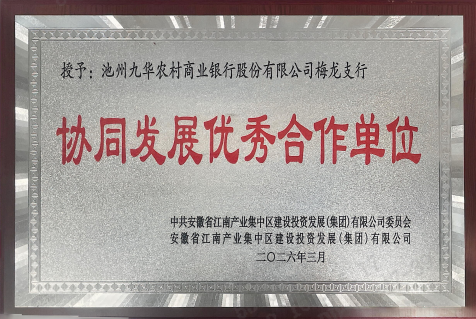 授予：池州九华农村商业银行股份有限公司梅龙支行
协同发展优秀合作单位
中共安徽省江南产业集中区建设投资发展(集团)有限公司委员会
安徽省江南产业集中区建设投资发展(集团)有限公司
二〇二六年三月